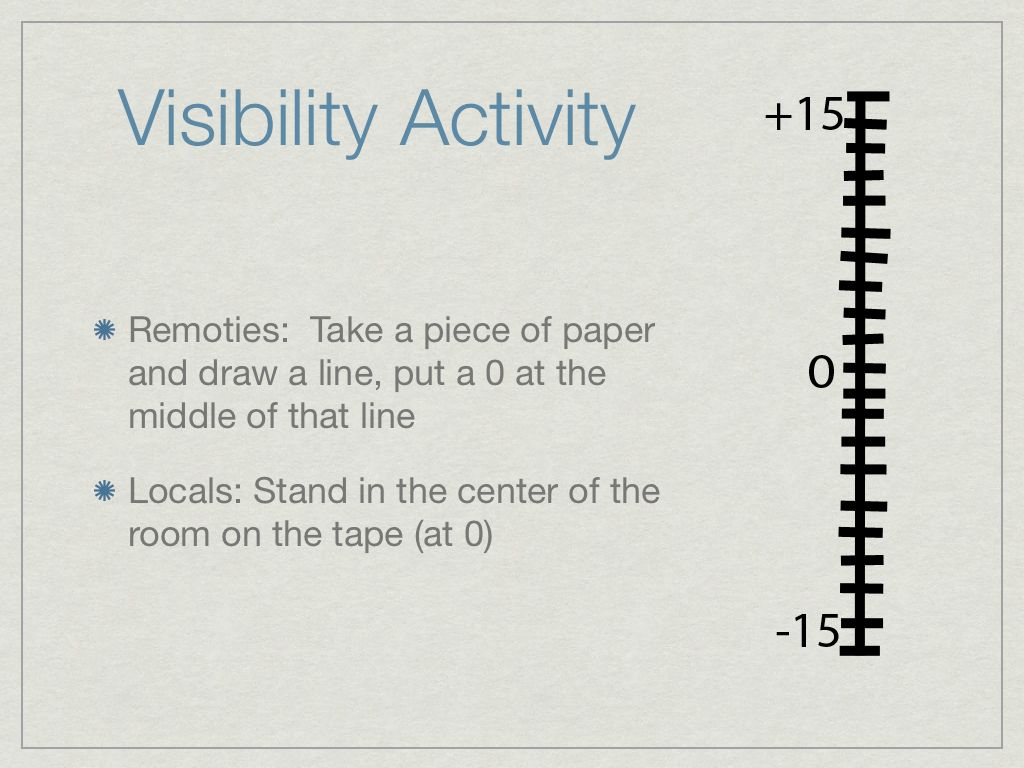 Visibility Activity
Remoties:  Take a piece of paper
and draw a line, put a 0 at the
middle of that line
Locals: Stand in the center of the
room on the tape (at 0)
+15
0
-15